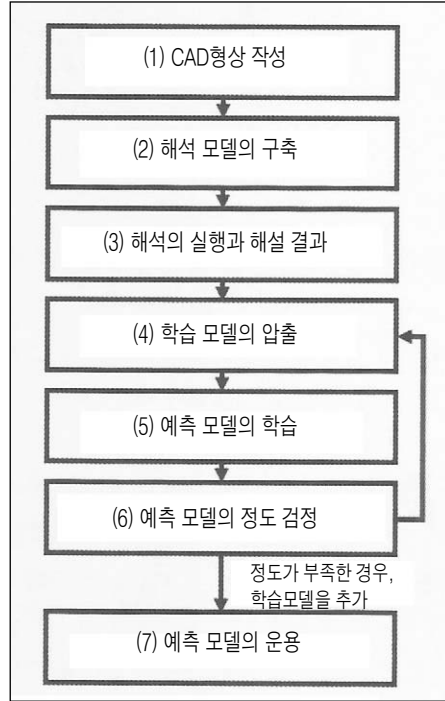 (1) CAD형상 작성
(2) 해석 모델의 구축
(3) 해석의 실행과 해설 결과
(4) 학습 모델의 압출
(5) 예측 모델의 학습
(6) 예측 모델의 정도 검정
정도가 부족한 경우,
학습모델을 추가
(7) 예측 모델의 운용